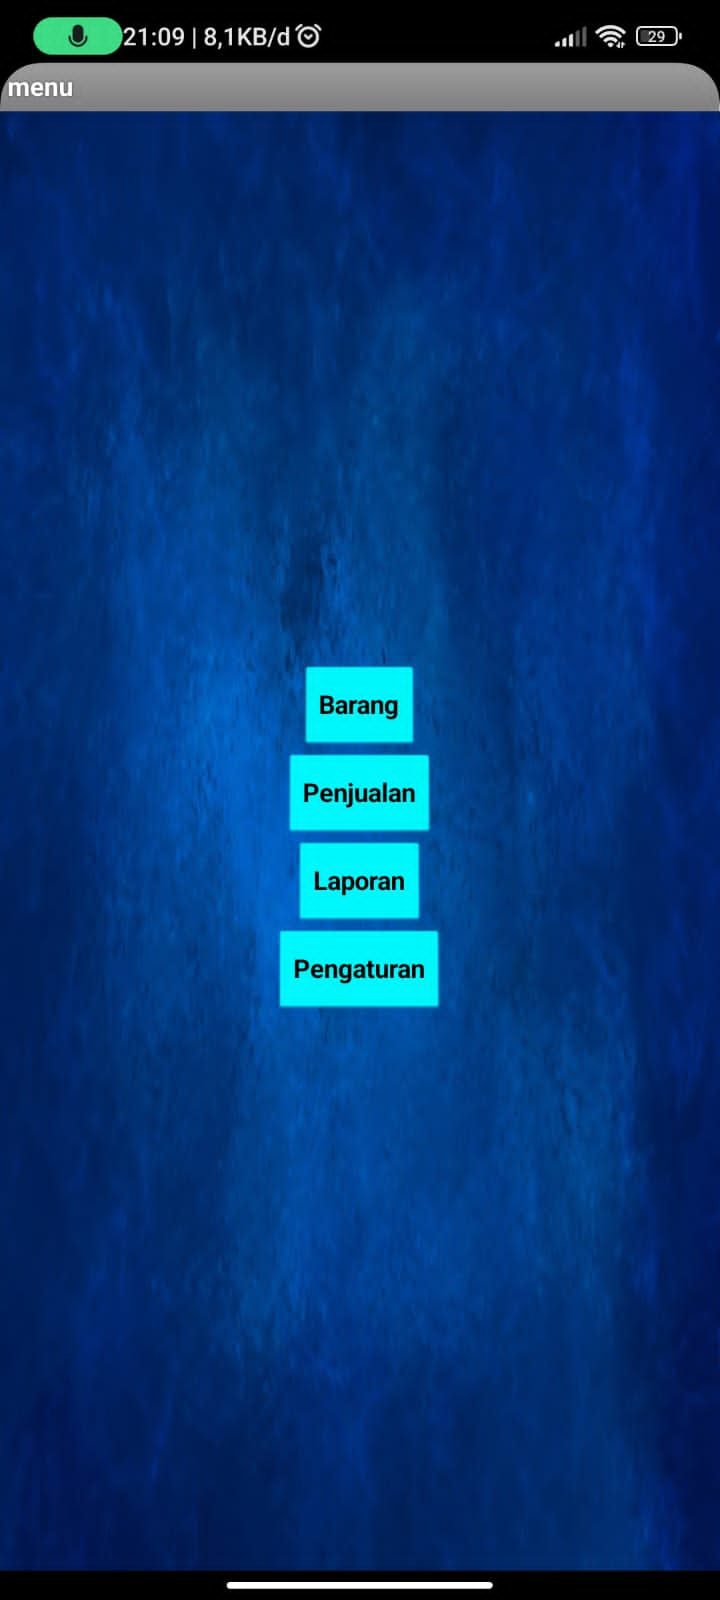 21:09 | 8,1KB/d
29
menu
Barang
Penjualan
Laporan
Pengaturan